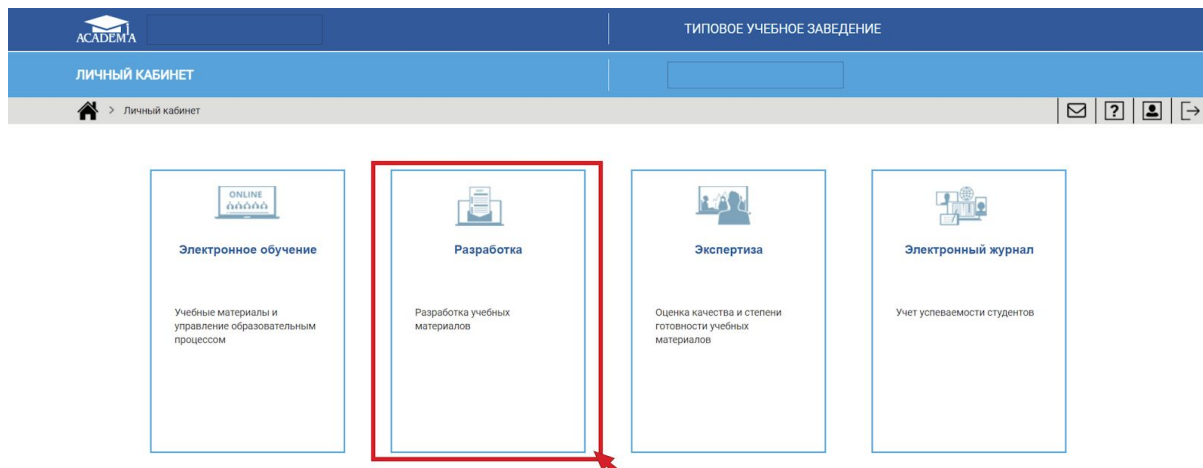 ACADEMA
ТИПОВОЕ УЧЕБНОЕ ЗАВЕДЕНИЕ
ЛИЧНЫЙ КАБИНЕТ
> Личный кабинет
?
ONLINE
Электронное обучение
Учебные материалы и
управление образовательным
процессом
Разработка
Разработка учебных
материалов
Экспертиза
Оценка качества и степени
готовности учебных
материалов
Электронный журнал
Учет успеваемости студентов